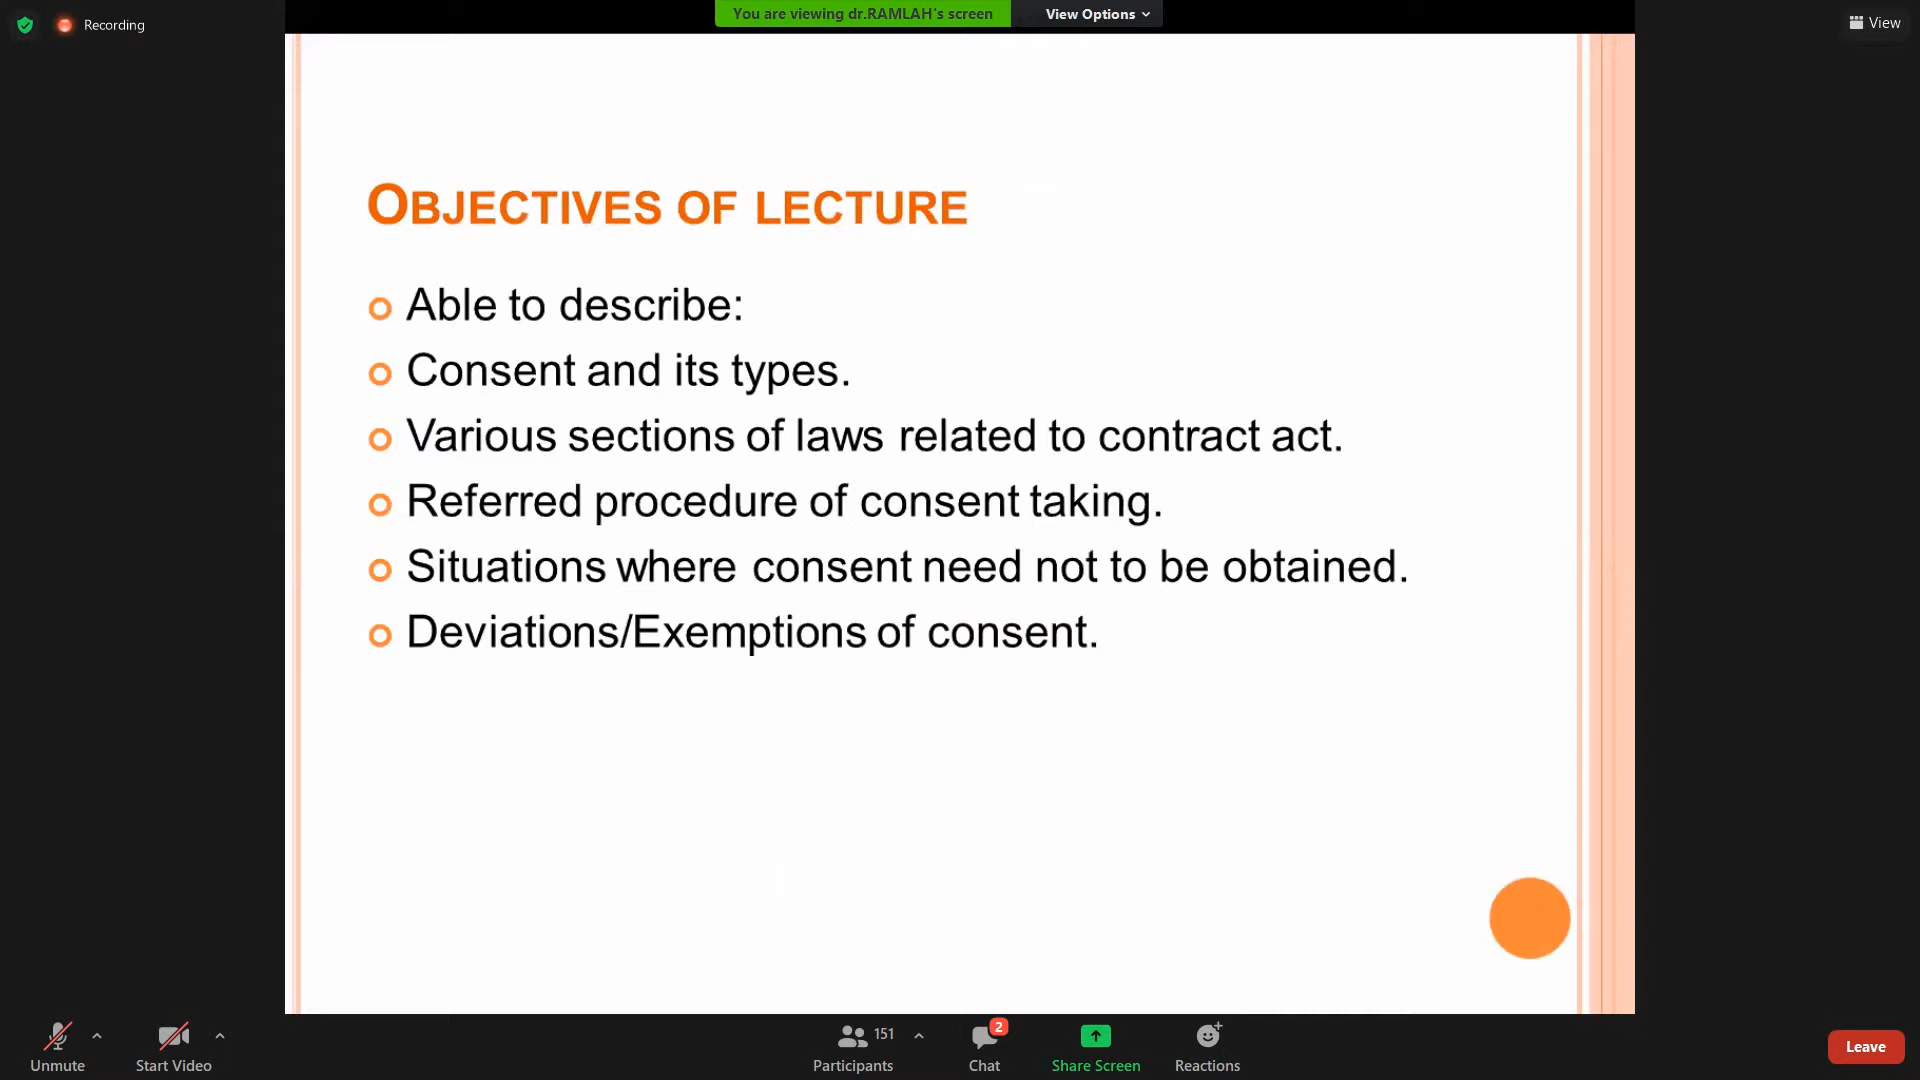 Recording
You are viewing dr.RAMLAH's screen
View Options
View
OBJECTIVES OF LECTURE
Able to describe:
Consent and its types.
Various sections of laws related to contract act.
Referred procedure of consent taking.
Situations where consent need not to be obtained.
Deviations/Exemptions of consent.
Unmute
Start Video
151
Participants
2
Chat
Share Screen
Reactions
Leave